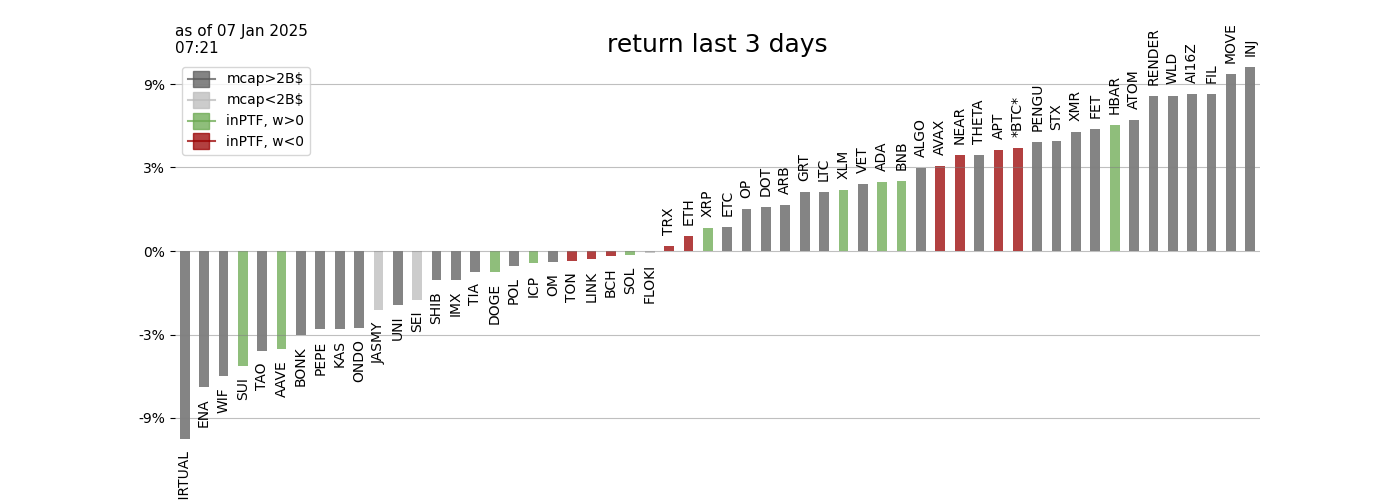 as of 07 Jan 2025
07:21
return last 3 days
mcap>2B$
mcap<2B$
inPTF, w>0
inPTF, w<0
9%
3%
0%
-3%
-9%
IRTUAL
ENA
WIF
SUI
TAO
AAVE
BONK
PEPE
KAS
ONDO
JASMY
UNI
SEI
SHIB
IMX
TIA
DOGE
POL
ICP
OM
TON
LINK
BCH
SOL
FLOKI
TRX
ETH
XRP
ETC
OP
DOT
ARB
GRT
LTC
XLM
VET
ADA
BNB
ALGO
AVAX
NEAR
THETA
APT
*BTC*
PENGU
STX
XMR
FET
HBAR
ATOM
RENDER
WLD
AI16Z
FIL
MOVE
INJ